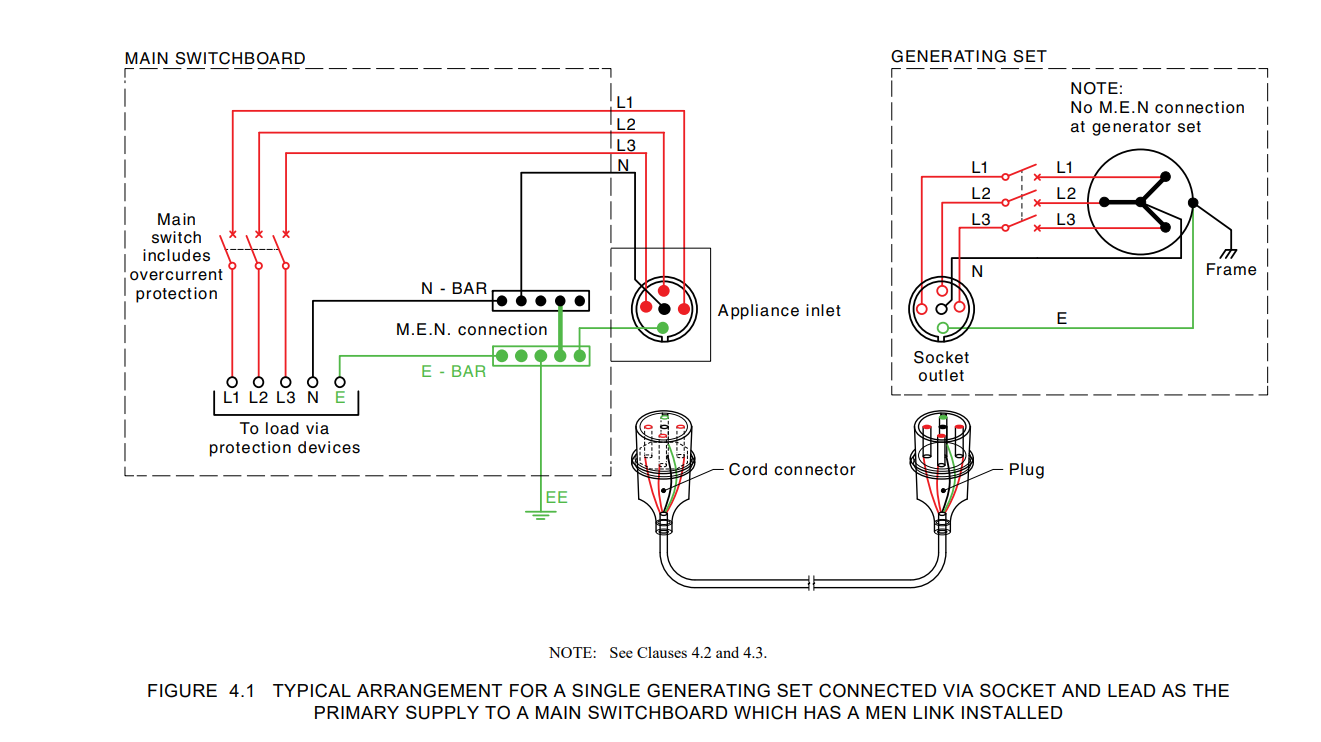 MAIN SWITCHBOARD
GENERATING SET
NOTE:
No M.E.N connection
at generator set
L1
L2
L3
N
L1
L1
L2
L2
L3
L3
N
Frame
E
Socket
outlet
Main
switch
includes
overcurrent
protection
N - BAR
M.E.N. connection
E - BAR
Appliance inlet
L1 L2 L3 N E
To load via
protection devices
EE
Cord connector
Plug
NOTE: See Clauses 4.2 and 4.3.
FIGURE 4.1 TYPICAL ARRANGEMENT FOR A SINGLE GENERATING SET CONNECTED VIA SOCKET AND LEAD AS THE
PRIMARY SUPPLY TO A MAIN SWITCHBOARD WHICH HAS A MEN LINK INSTALLED